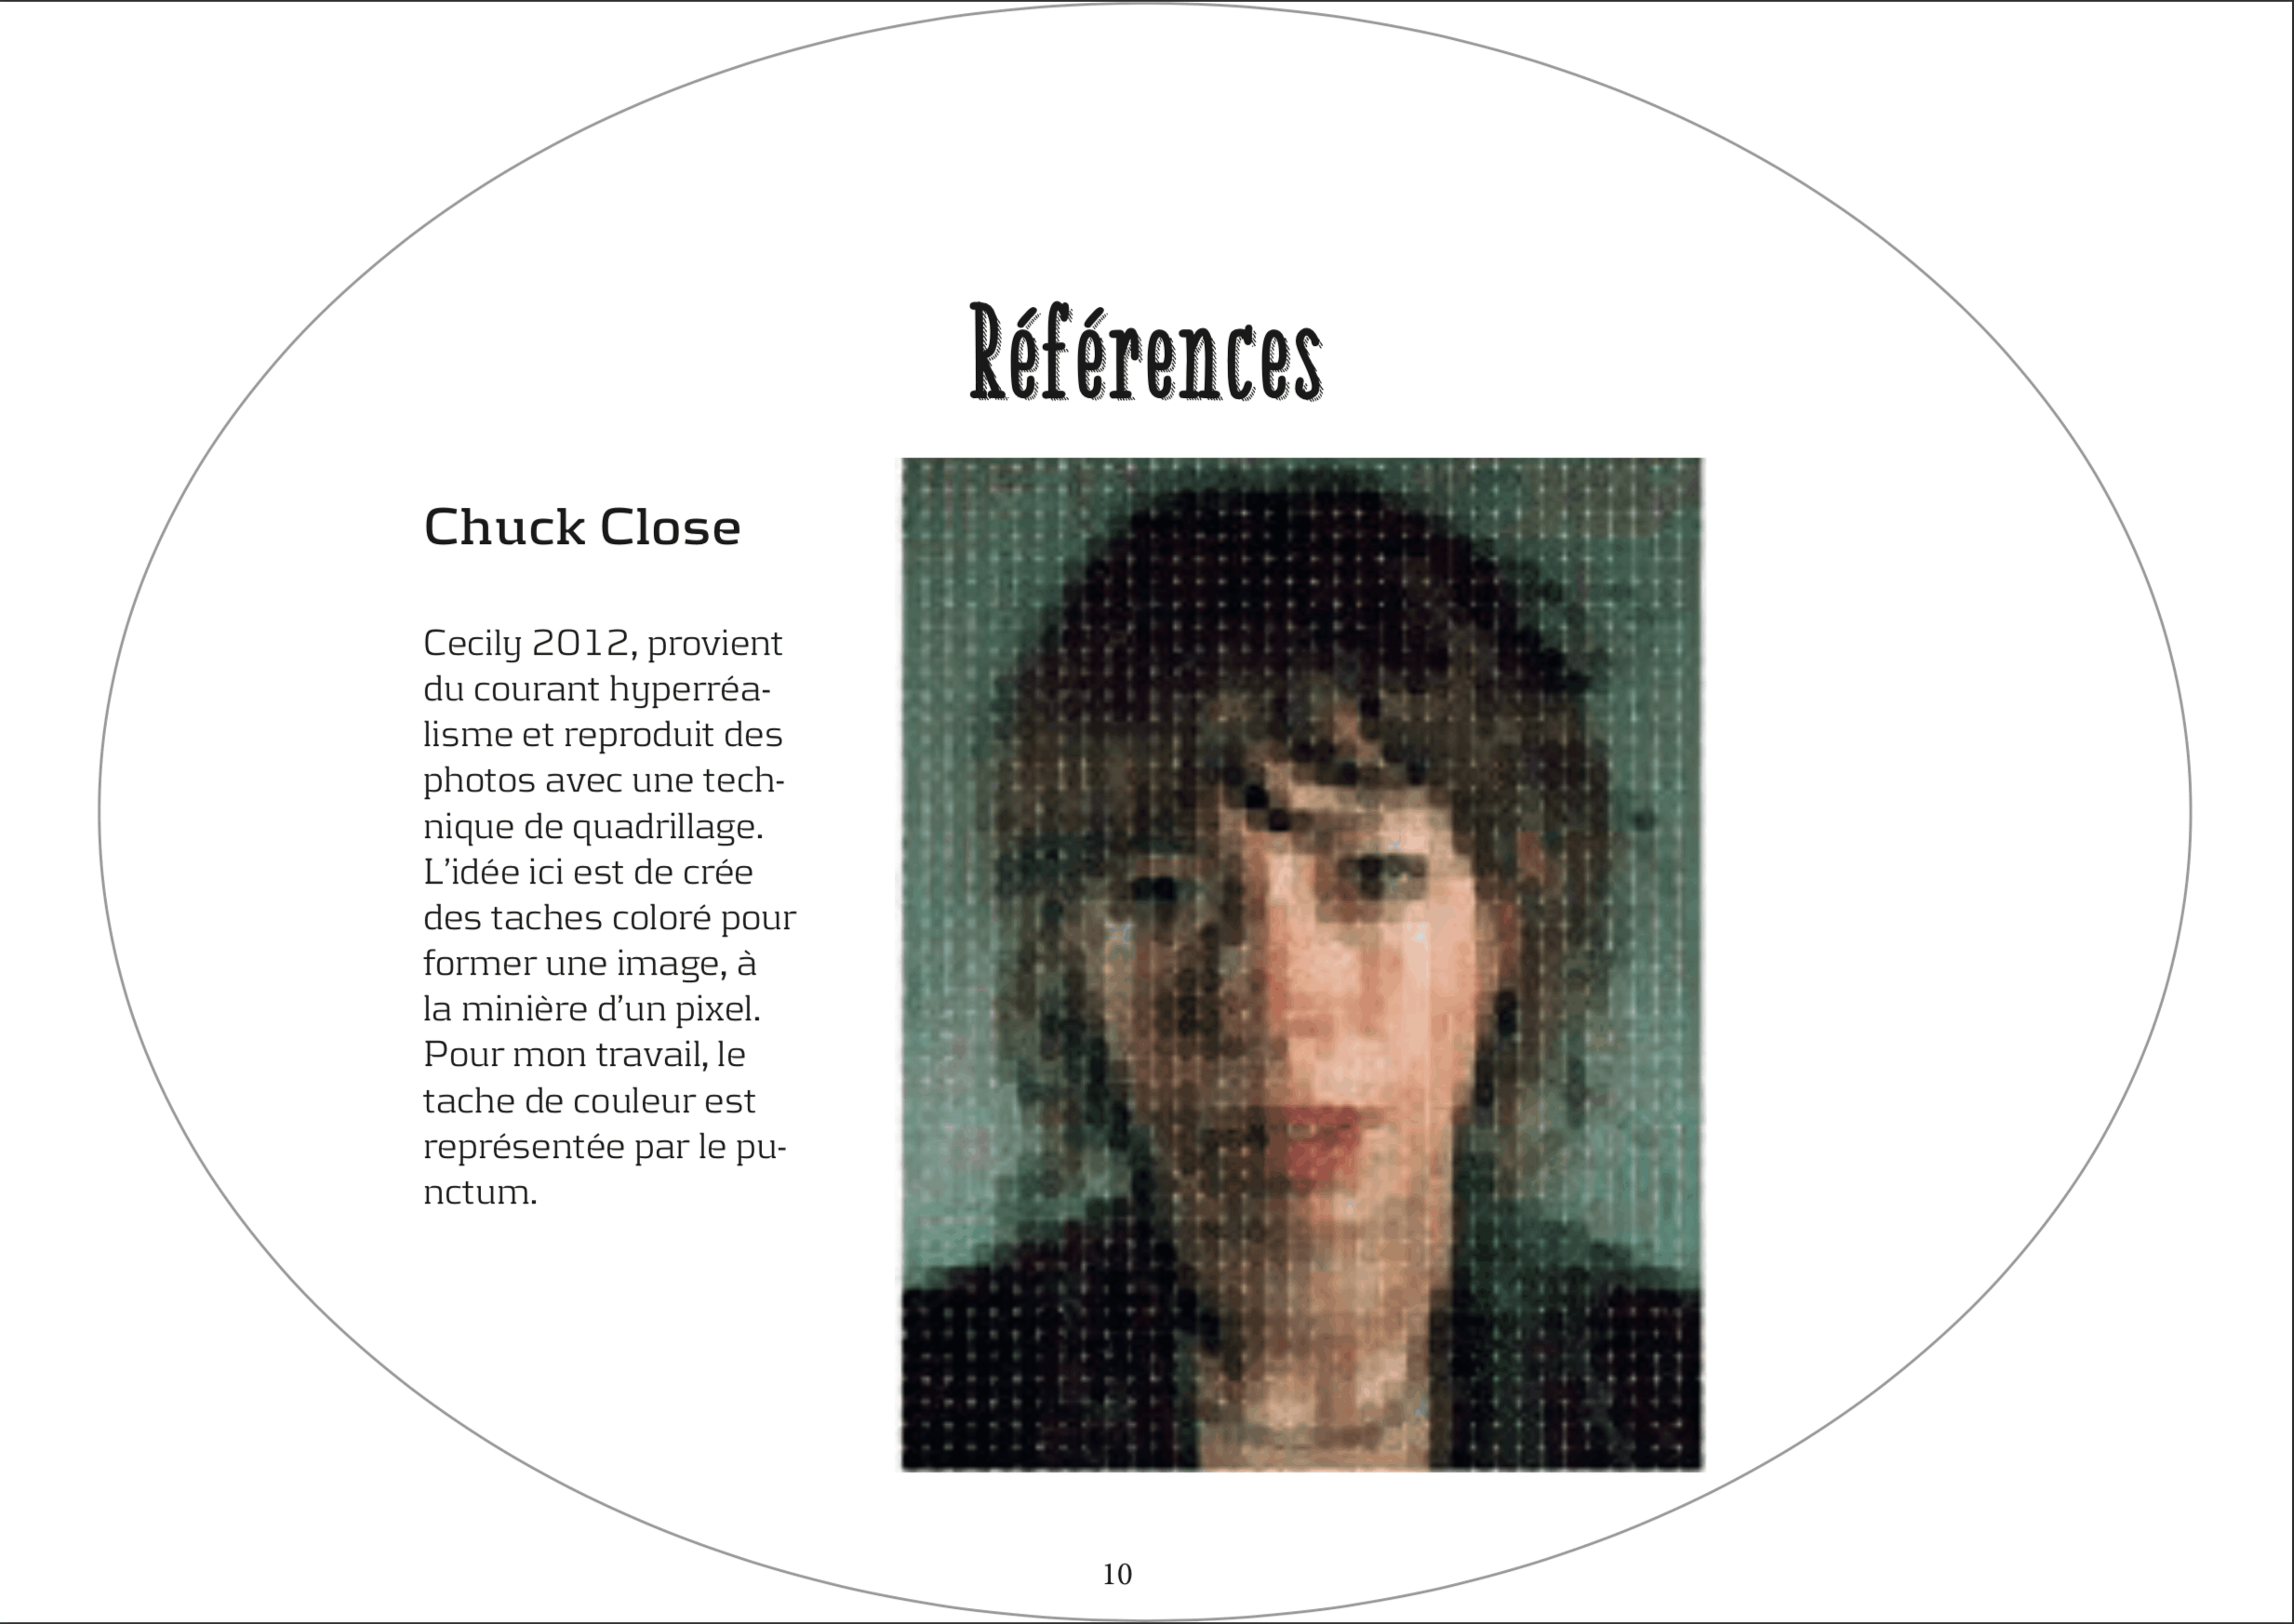 Références
Chuck Close
Cecily 2012, provient
du courant hyperréa-
lisme et reproduit des
photos avec une tech-
nique de quadrillage.
L'idée ici est de crée
des taches coloré pour
former une image, à
la minière d'un pixel.
Pour mon travail, le
tache de couleur est
représentée par le pu-
nctum.
10